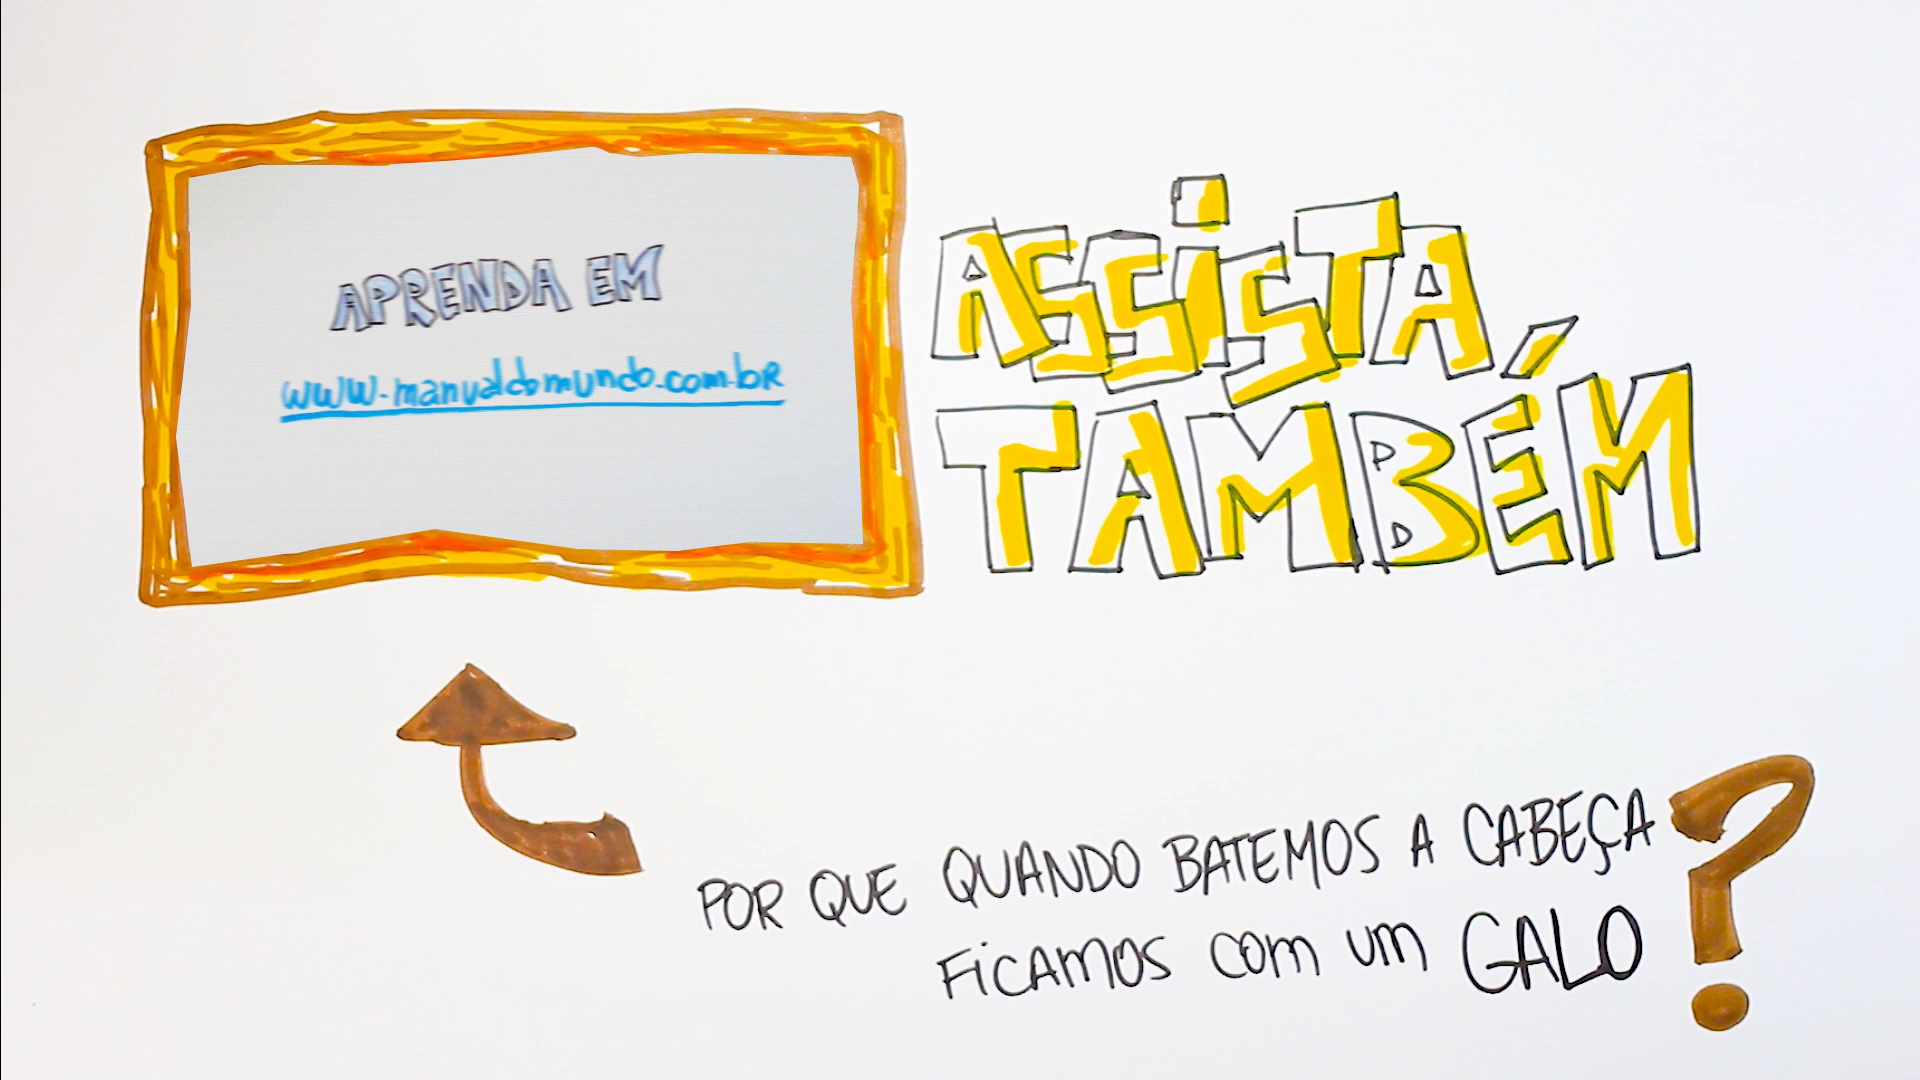 APRENDA EM
www.manualdomundo.com.br
ASSiSTA
TAMBÉM
POR QUE QUANDO BATEMOS A CABEÇA
FiCAMOS COM UM GALO?